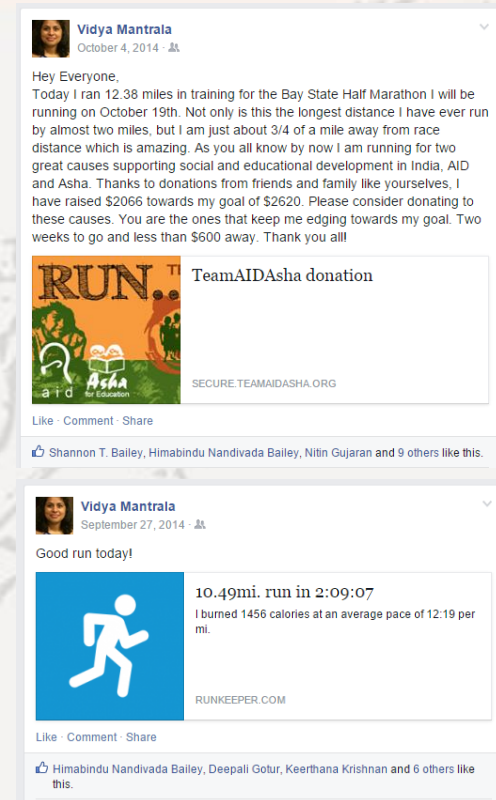 Vidya Mantrala
October 4, 2014 ·
Hey Everyone,
Today I ran 12.38 miles in training for the Bay State Half Marathon I will be
running on October 19th. Not only is this the longest distance I have ever run
by almost two miles, but I am just about 3/4 of a mile away from race
distance which is amazing. As you all know by now I am running for two
great causes supporting social and educational development in India, AID
and Asha. Thanks to donations from friends and family like yourselves, I
have raised $2066 towards my goal of $2620. Please consider donating to
these causes. You are the ones that keep me edging towards my goal. Two
weeks to go and less than $600 away. Thank you all!
RUN..
aid
Asha
for Education
TeamAIDAsha donation
SECURE.TEAMAIDASHA.ORG
Like · Comment · Share
Shannon T. Bailey, Himabindu Nandivada Bailey, Nitin Gujaran and 9 others like this.
Vidya Mantrala
September 27, 2014 ·
Good run today!
10.49mi. run in 2:09:07
I burned 1456 calories at an average pace of 12:19 per
mi.
RUNKEEPER.COM
Like · Comment · Share
Himabindu Nandivada Bailey, Deepali Gotur, Keerthana Krishnan and 6 others like
this.